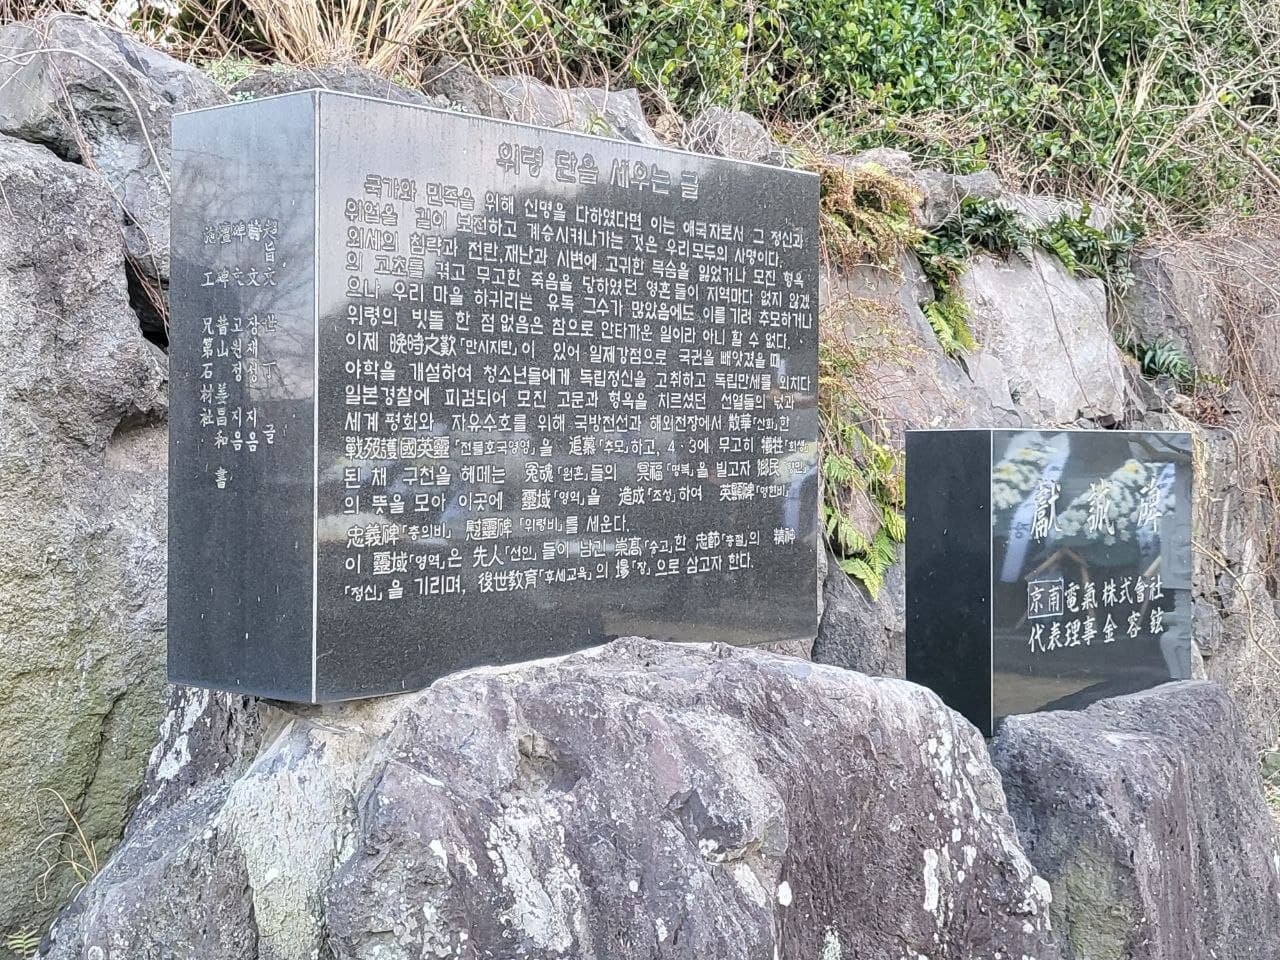 위령 단을 세우는 글
국가와 민족을 위해 신명을 다하였다면 이는 애국자로서 그 정신과
위업을 길이 보전하고 계승시켜나가는 것은 우리모두의 사명이다.
외세의 침략과 전란,재난과 시변에 고귀한 목숨을 잃었거나 모진 형옥
의 고초를 겪고 무고한 죽음을 당하였던 영혼들이 지역마다 없지 않겠
으나 우리 마을 하귀리는 유독 그수가 많았음에도 이를 기려 추모하거나
위령의 빗돌 한 점 없음은 참으로 안타까운 일이라 아니 할 수 없다.
이제 晩時之歎「만시지탄」이 있어 일제강점으로 국권을 빼앗겼을 때
야학을 개설하여 청소년들에게 독립정신을 고취하고 독립만세를 외치다
일본경찰에 피검되어 모진 고문과 형옥을 치르셨던 선열들의 넋과
세계 평화와 자유수호를 위해 국방전선과 해외전장에서 散華「산화」한
戰歿護國英靈「전몰호국영령」을 追慕「추모」하고, 4·3에 무고히 犧牲「희생」
된 채 구천을 헤매는 冤魂「원혼」들의 冥福「명복」을 빌고자 鄕民「향민」
의 뜻을 모아 이곳에 靈域「영역」을 造成「조성」하여 英顯碑「영현비」
忠義碑「충의비」 慰靈碑「위령비」를 세운다.
이 靈域「영역」은 先人「선인」들이 남긴 崇高「숭고」한 忠節「충절」의 精神
「정신」을 기리며, 後世敎育「후세교육」의 場「장」으로 삼고자 한다.
碑文 고원정 지음
昔山 姜昌和 書
兄第石材社
獻誠碑
京南電氣株式會社
代表理事金容鉉